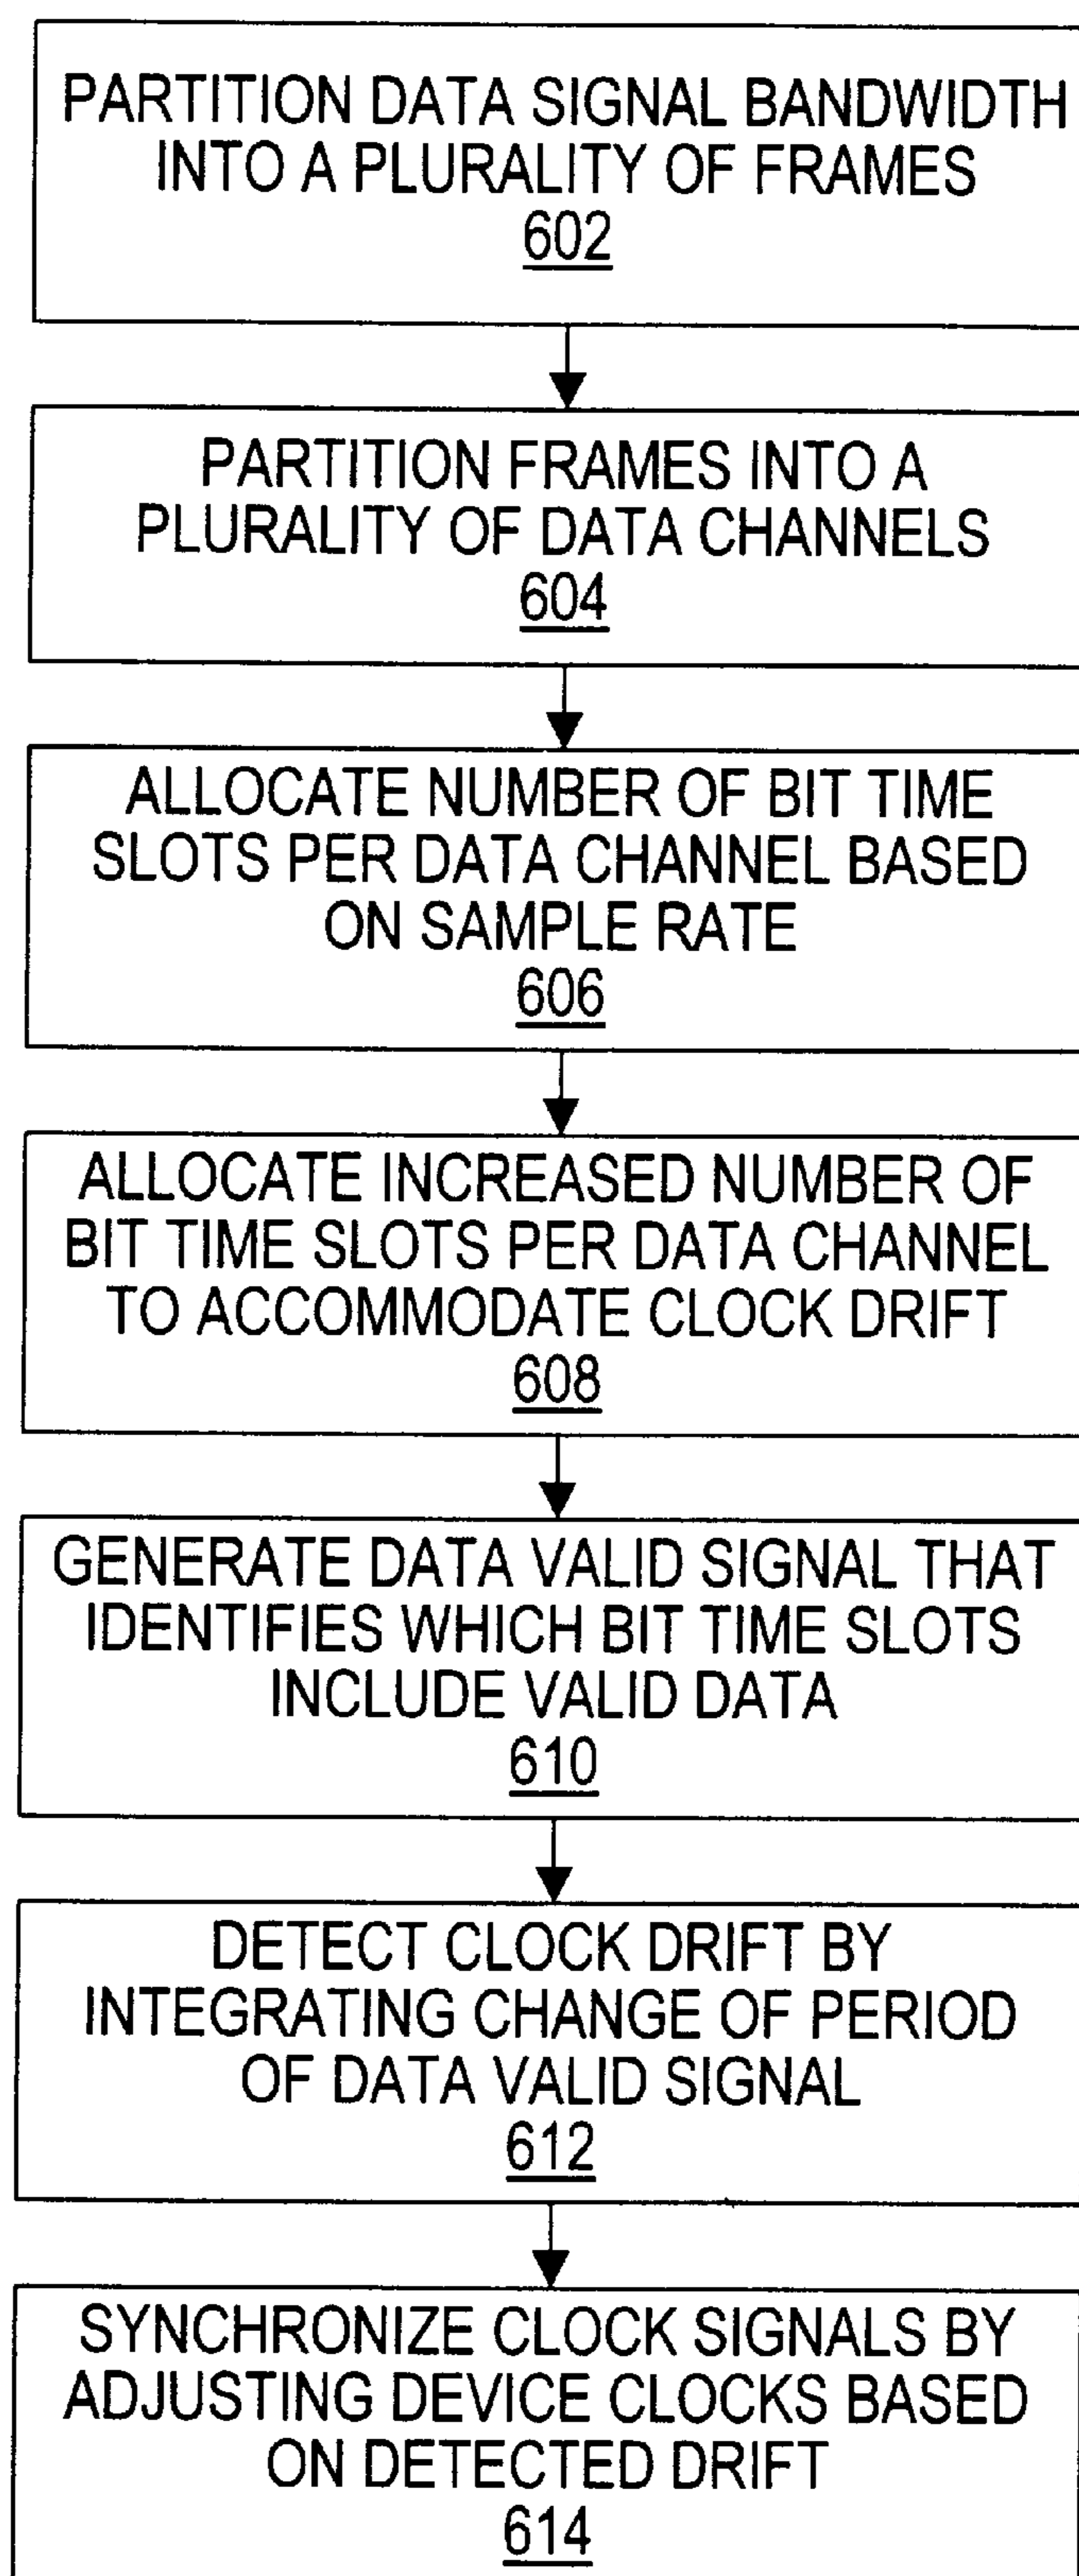 PARTITION DATA SIGNAL BANDWIDTH
INTO A PLURALITY OF FRAMES
602
PARTITION FRAMES INTO A
PLURALITY OF DATA CHANNELS
604
ALLOCATE NUMBER OF BIT TIME
SLOTS PER DATA CHANNEL BASED
ON SAMPLE RATE
606
ALLOCATE INCREASED NUMBER OF
BIT TIME SLOTS PER DATA CHANNEL
TO ACCOMMODATE CLOCK DRIFT
608
GENERATE DATA VALID SIGNAL THAT
IDENTIFIES WHICH BIT TIME SLOTS
INCLUDE VALID DATA
610
DETECT CLOCK DRIFT BY
INTEGRATING CHANGE OF PERIOD
OF DATA VALID SIGNAL
612
SYNCHRONIZE CLOCK SIGNALS BY
ADJUSTING DEVICE CLOCKS BASED
ON DETECTED DRIFT
614